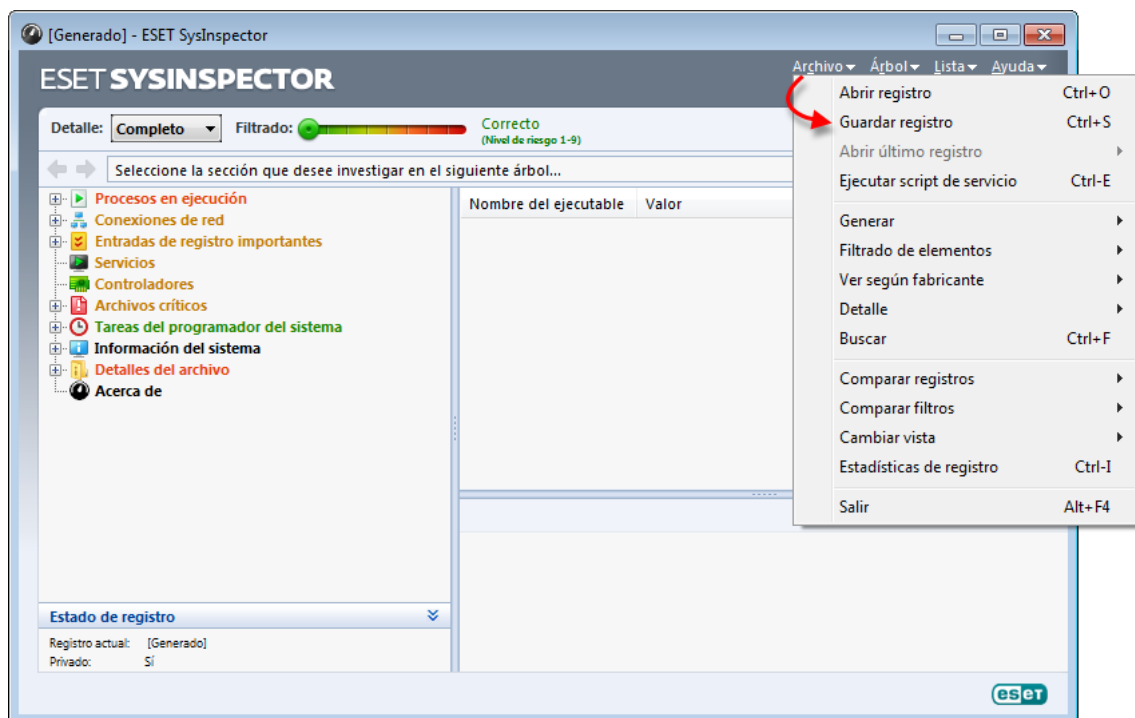 [Generado] - ESET SysInspector
ESET SYSINSPECTOR
Archivo Árbol Lista Ayuda
Detalle: Completo Filtrado: Correcto
(Nivel de riesgo 1-9)
Seleccione la sección que desee investigar en el siguiente árbol...
Procesos en ejecución
Conexiones de red
Entradas de registro importantes
Servicios
Controladores
Archivos críticos
Tareas del programador del sistema
Información del sistema
Detalles del archivo
Acerca de
Nombre del ejecutable Valor
Abrir registro Ctrl+O
Guardar registro Ctrl+S
Abrir último registro
Ejecutar script de servicio Ctrl-E
Generar
Filtrado de elementos
Ver según fabricante
Detalle
Buscar Ctrl+F
Comparar registros
Comparar filtros
Cambiar vista
Estadísticas de registro Ctrl-I
Salir Alt+F4
Estado de registro
Registro actual: [Generado]
Privado: Sí
eset